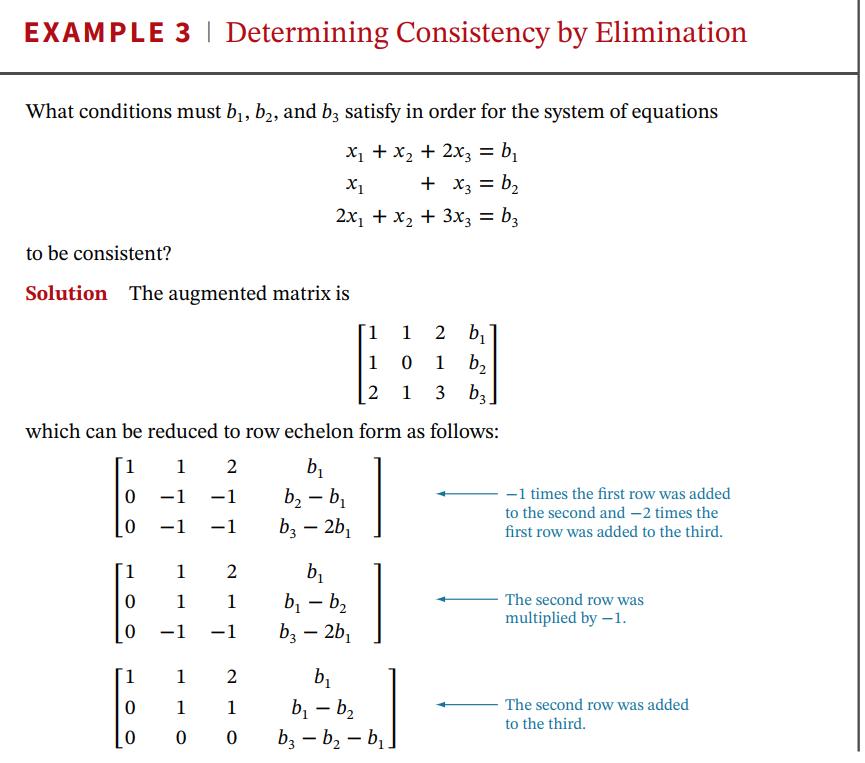 EXAMPLE 3 | Determining Consistency by Elimination
What conditions must b₁, b₂, and b₃ satisfy in order for the system of equations
x₁ + x₂ + 2x₃ = b₁
x₁ + x₃ = b₂
2x₁ + x₂ + 3x₃ = b₃
to be consistent?
Solution The augmented matrix is
1 1 2 b₁
1 0 1 b₂
2 1 3 b₃
which can be reduced to row echelon form as follows:
1 1 2 b₁
0 −1 −1 b₂ − b₁
0 −1 −1 b₃ − 2b₁
−1 times the first row was added
to the second and −2 times the
first row was added to the third.
1 1 2 b₁
0 1 1 b₁ − b₂
0 −1 −1 b₃ − 2b₁
The second row was
multiplied by −1.
1 1 2 b₁
0 1 1 b₁ − b₂
0 0 0 b₃ − b₂ − b₁
The second row was added
to the third.